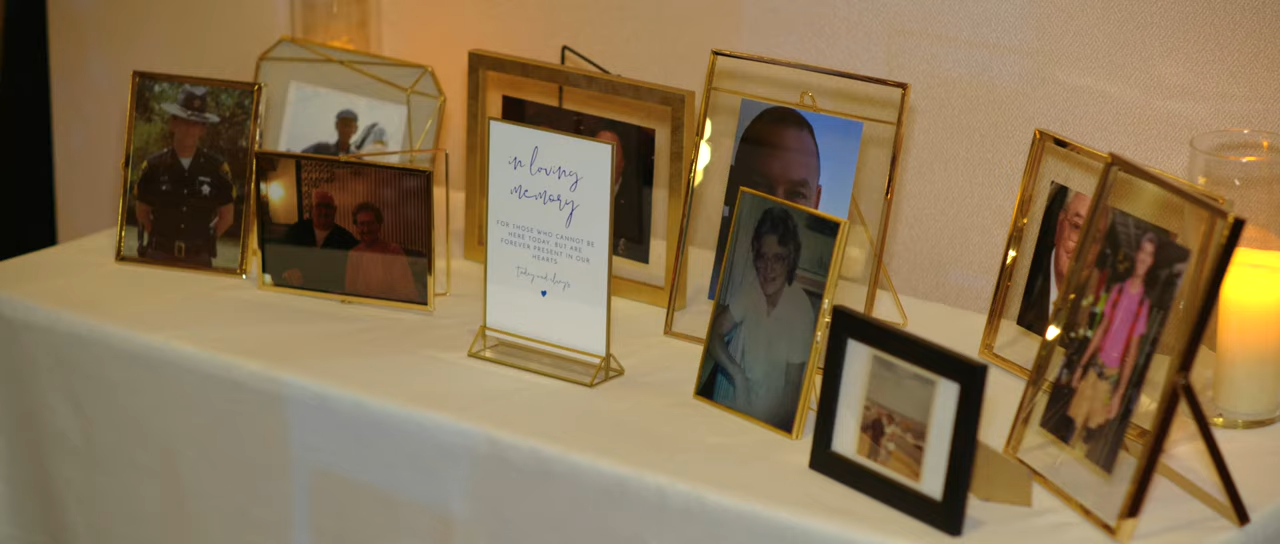 in loving
memory
FOR THOSE WHO CANNOT BE
HERE TODAY, BUT ARE
FOREVER PRESENT IN OUR
HEARTS
today and always